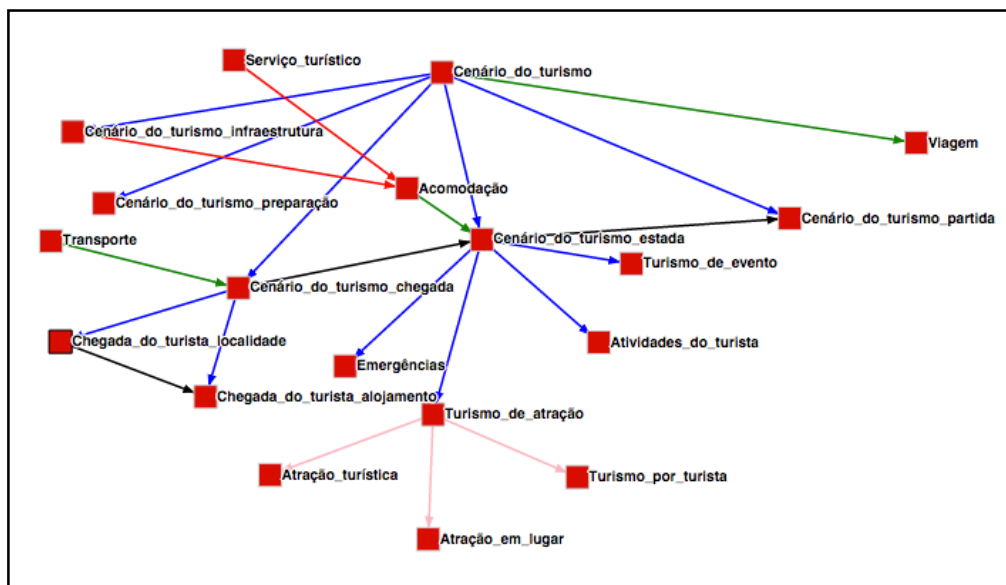 Serviço_turístico
Cenário_do_turismo
Cenário_do_turismo_infraestrutura
Viagem
Acomodação
Cenário_do_turismo_preparação
Cenário_do_turismo_partida
Transporte
Cenário_do_turismo_estada
Turismo_de_evento
Cenário_do_turismo_chegada
Chegada_do_turista_localidade
Atividades_do_turista
Emergências
Chegada_do_turista_alojamento
Turismo_de_atração
Atração_turística
Turismo_por_turista
Atração_em_lugar